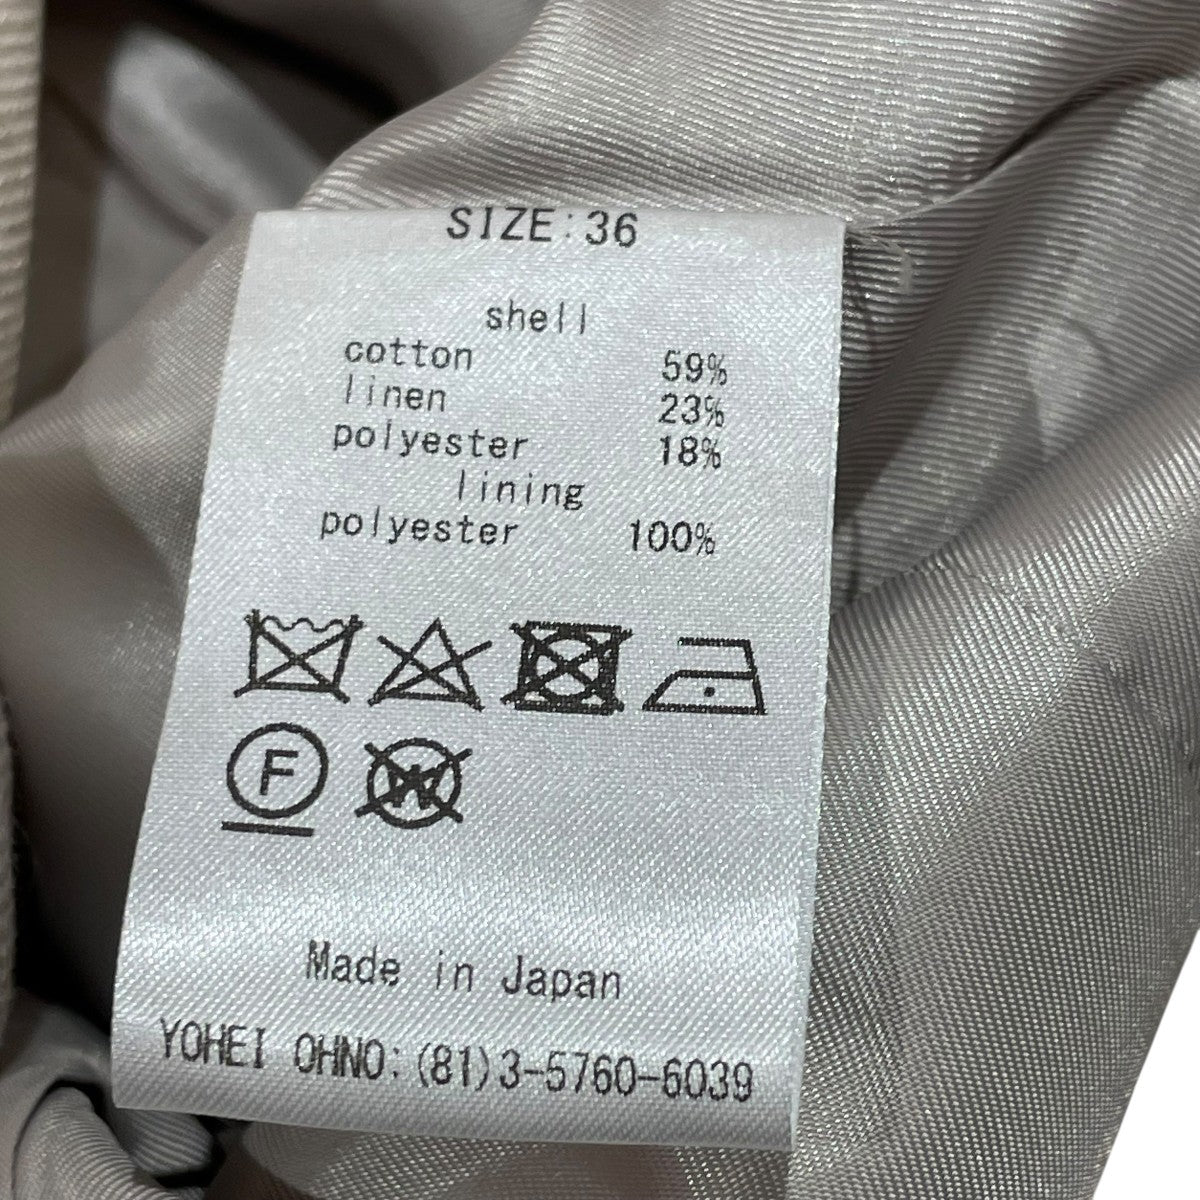 SIZE:36
shell
cotton 59%
linen 23%
polyester 18%
lining
polyester 100%
F
W
Made in Japan
YOHEI OHNO:(81)3-5760-6039